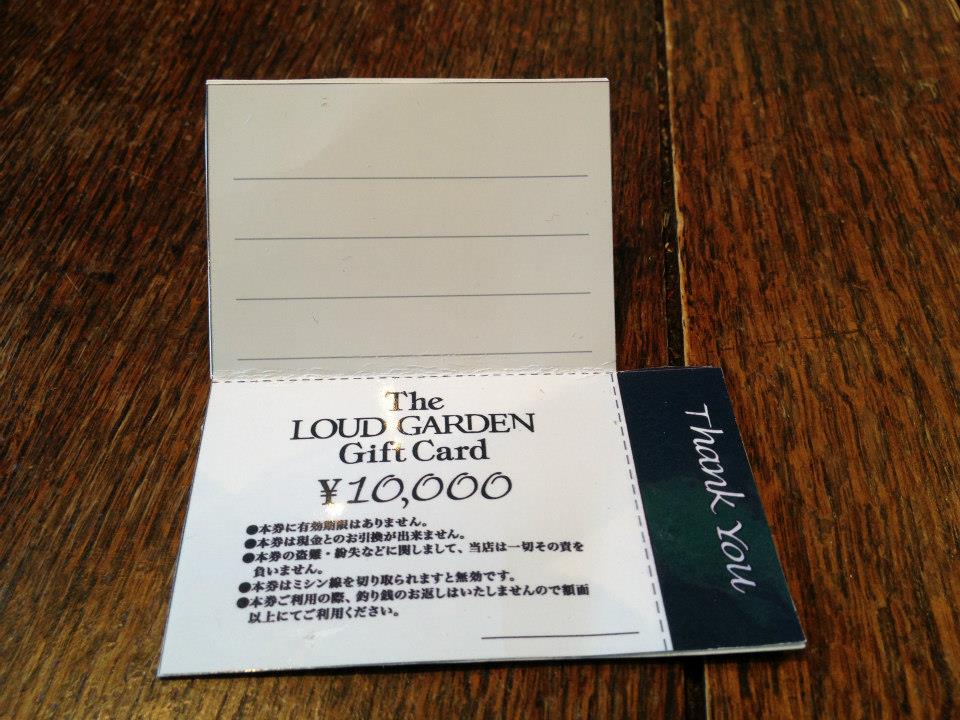 The
LOUD GARDEN
Gift Card
¥10,000
●本券に有効期限はありません。
●本券は現金とのお引換が出来ません。
●本券の盗難・紛失などに関しまして、当店は一切その責を
負いません。
●本券はミシン線を切り取られますと無効です。
●本券ご利用の際、釣り銭のお返しはいたしませんので額面
以上にてご利用ください。
Thank You